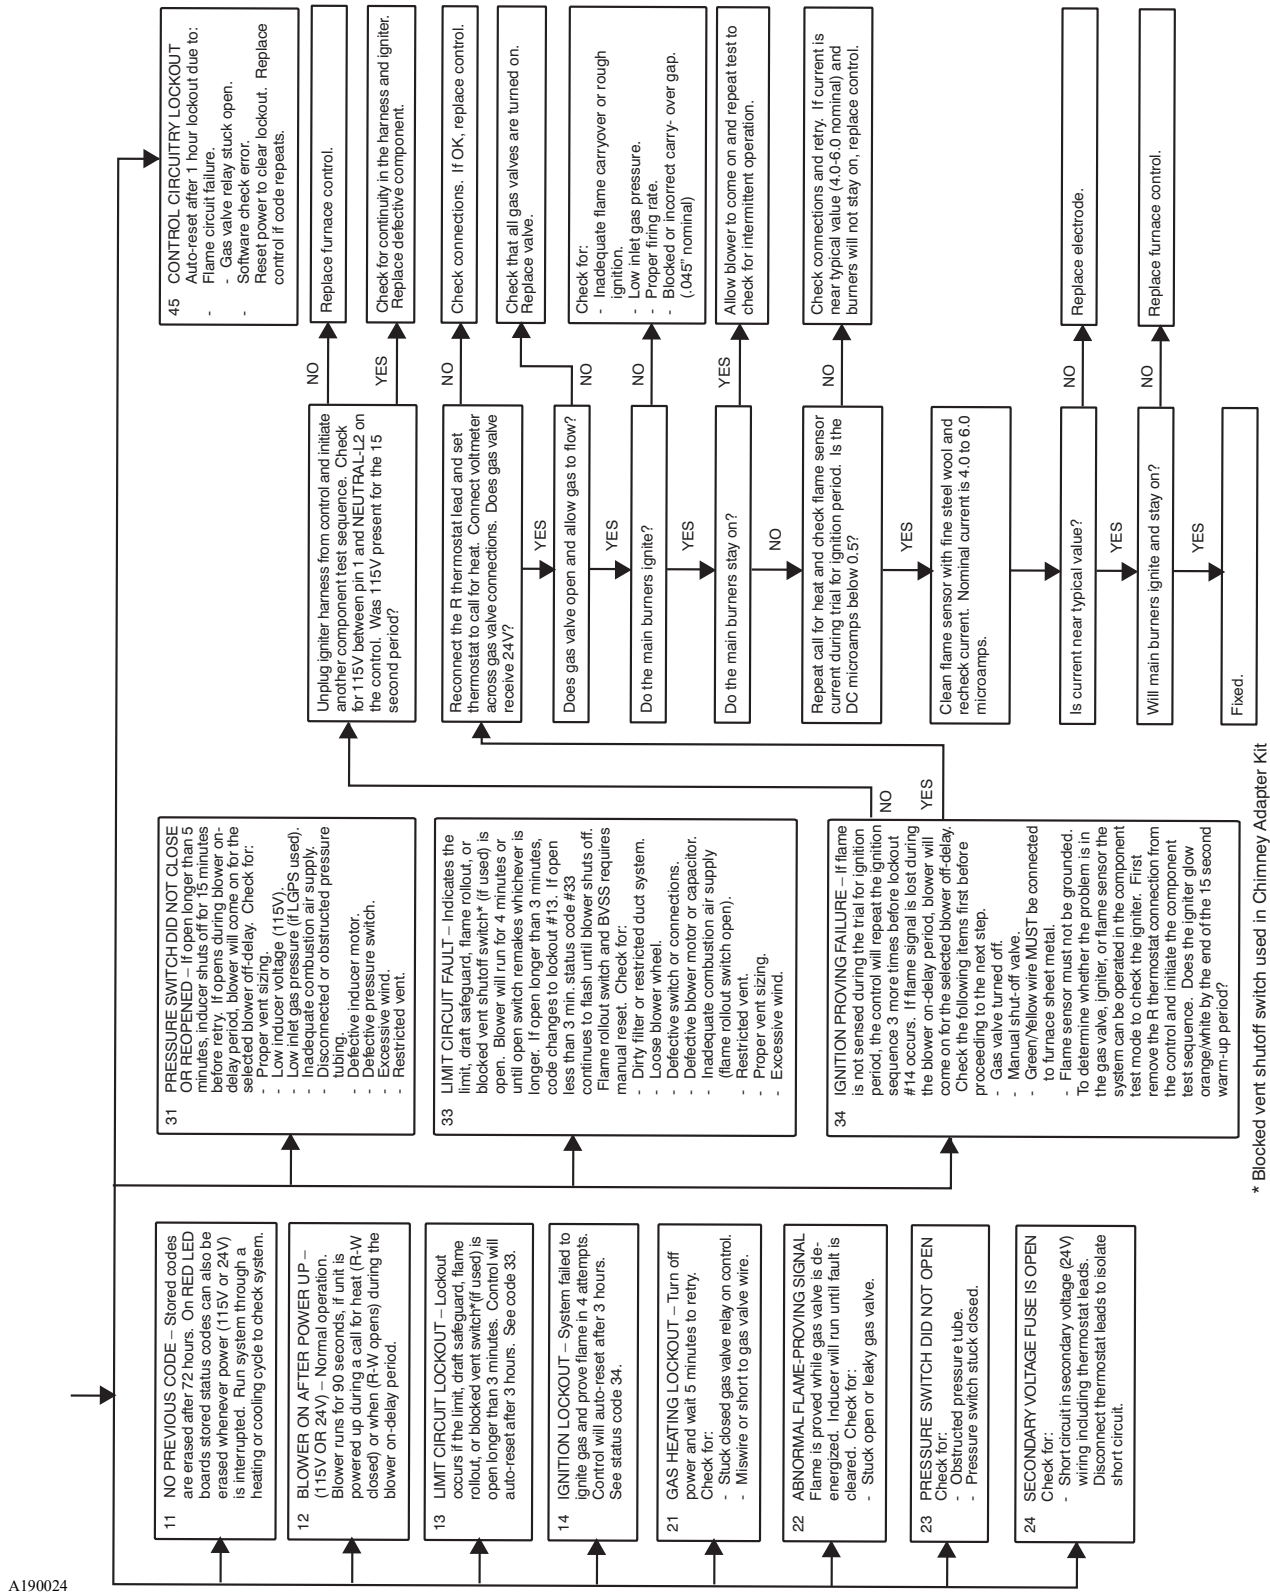 A190024
11 NO PREVIOUS CODE – Stored codes
are erased after 72 hours. On RED LED
boards stored status codes can also be
erased whenever power (115V or 24V)
is interrupted. Run system through a
heating or cooling cycle to check system.
12 BLOWER ON AFTER POWER UP –
(115V OR 24V) – Normal operation.
Blower runs for 90 seconds, if unit is
powered up during a call for heat (R-W
closed) or when (R-W opens) during the
blower on-delay period.
13 LIMIT CIRCUIT LOCKOUT – Lockout
occurs if the limit, draft safeguard, flame
rollout, or blocked vent switch*(if used) is
open longer than 3 minutes. Control will
auto-reset after 3 hours. See code 33.
14 IGNITION LOCKOUT – System failed to
ignite gas and prove flame in 4 attempts.
Control will auto-reset after 3 hours.
See status code 34.
21 GAS HEATING LOCKOUT – Turn off
power and wait 5 minutes to retry.
Check for:
- Stuck closed gas valve relay on control.
- Miswire or short to gas valve wire.
22 ABNORMAL FLAME-PROVING SIGNAL
Flame is proved while gas valve is de-
energized. Inducer will run until fault is
cleared. Check for:
- Stuck open or leaky gas valve.
23 PRESSURE SWITCH DID NOT OPEN
Check for:
- Obstructed pressure tube.
- Pressure switch stuck closed.
24 SECONDARY VOLTAGE FUSE IS OPEN
Check for:
- Short circuit in secondary voltage (24V)
wiring including thermostat leads.
Disconnect thermostat leads to isolate
short circuit.
31 PRESSURE SWITCH DID NOT CLOSE
OR REOPENED – If open longer than 5
minutes, inducer shuts off for 15 minutes
before retry. If opens during blower on-
delay period, blower will come on for the
selected blower off-delay. Check for:
- Proper vent sizing.
- Low inducer voltage (115V).
- Low inlet gas pressure (if LGPS used).
- Inadequate combustion air supply.
- Disconnected or obstructed pressure
tubing.
- Defective inducer motor.
- Defective pressure switch.
- Excessive wind.
- Restricted vent.
33 LIMIT CIRCUIT FAULT – Indicates the
limit, draft safeguard, flame rollout, or
blocked vent shutoff switch* (if used) is
open. Blower will run for 4 minutes or
until open switch remakes whichever is
longer. If open longer than 3 minutes,
code changes to lockout #13. If open
less than 3 min. status code #33
continues to flash until blower shuts off.
Flame rollout switch and BVSS requires
manual reset. Check for:
- Dirty filter or restricted duct system.
- Loose blower wheel.
- Defective switch or connections.
- Defective blower motor or capacitor.
- Inadequate combustion air supply
(flame rollout switch open).
- Restricted vent.
- Proper vent sizing.
- Excessive wind.
34 IGNITION PROVING FAILURE – If flame
is not sensed during the trial for ignition
period, the control will repeat the ignition
sequence 3 more times before lockout
#14 occurs. If flame signal is lost during
the blower on-delay period, blower will
come on for the selected blower off-delay.
Check the following items first before
proceeding to the next step.
- Gas valve turned off.
- Manual shut-off valve.
- Green/Yellow wire MUST be connected
to furnace sheet metal.
- Flame sensor must not be grounded.
To determine whether the problem is in
the gas valve, igniter, or flame sensor the
system can be operated in the component
test mode to check the igniter. First
remove the R thermostat connection from
the control and initiate the component
test sequence. Does the igniter glow
orange/white by the end of the 15 second
warm-up period?
NO
YES
45 CONTROL CIRCUITRY LOCKOUT
Auto-reset after 1 hour lockout due to:
- Flame circuit failure.
- Gas valve relay stuck open.
- Software check error.
Reset power to clear lockout. Replace
control if code repeats.
Unplug igniter harness from control and initiate
another component test sequence. Check
for 115V between pin 1 and NEUTRAL-L2 on
the control. Was 115V present for the 15
second period?
NO
Replace furnace control.
YES
Check for continuity in the harness and igniter.
Replace defective component.
Reconnect the R thermostat lead and set
thermostat to call for heat. Connect voltmeter
across gas valve connections. Does gas valve
receive 24V?
NO
Check connections. If OK, replace control.
YES
Does gas valve open and allow gas to flow?
NO
Check that all gas valves are turned on.
Replace valve.
YES
Do the main burners ignite?
NO
Check for:
- Inadequate flame carryover or rough
ignition.
- Low inlet gas pressure.
- Proper firing rate.
- Blocked or incorrect carry- over gap.
(.045" nominal)
YES
Do the main burners stay on?
YES
Allow blower to come on and repeat test to
check for intermittent operation.
NO
Repeat call for heat and check flame sensor
current during trial for ignition period. Is the
DC microamps below 0.5?
NO
Check connections and retry. If current is
near typical value (4.0-6.0 nominal) and
burners will not stay on, replace control.
YES
Clean flame sensor with fine steel wool and
recheck current. Nominal current is 4.0 to 6.0
microamps.
Is current near typical value?
NO
Replace electrode.
YES
Will main burners ignite and stay on?
NO
Replace furnace control.
YES
Fixed.
* Blocked vent shutoff switch used in Chimney Adapter Kit